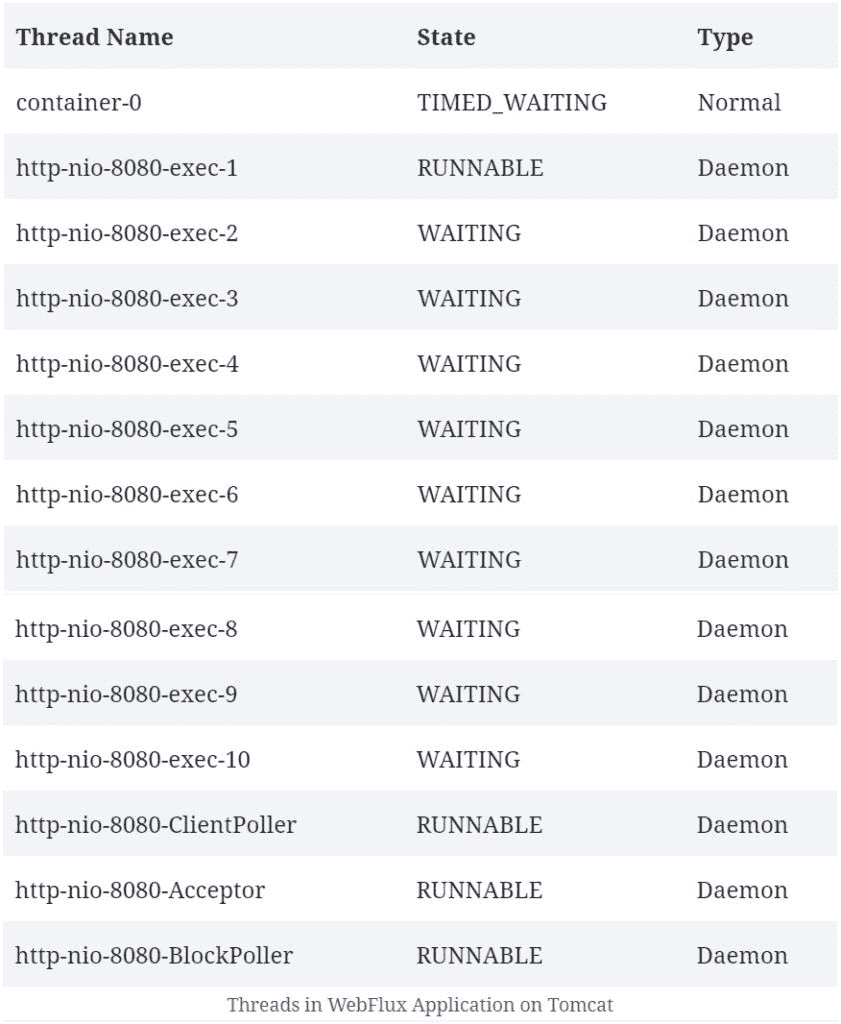 Thread Name State Type
container-0 TIMED_WAITING Normal
http-nio-8080-exec-1 RUNNABLE Daemon
http-nio-8080-exec-2 WAITING Daemon
http-nio-8080-exec-3 WAITING Daemon
http-nio-8080-exec-4 WAITING Daemon
http-nio-8080-exec-5 WAITING Daemon
http-nio-8080-exec-6 WAITING Daemon
http-nio-8080-exec-7 WAITING Daemon
http-nio-8080-exec-8 WAITING Daemon
http-nio-8080-exec-9 WAITING Daemon
http-nio-8080-exec-10 WAITING Daemon
http-nio-8080-ClientPoller RUNNABLE Daemon
http-nio-8080-Acceptor RUNNABLE Daemon
http-nio-8080-BlockPoller RUNNABLE Daemon
Threads in WebFlux Application on Tomcat